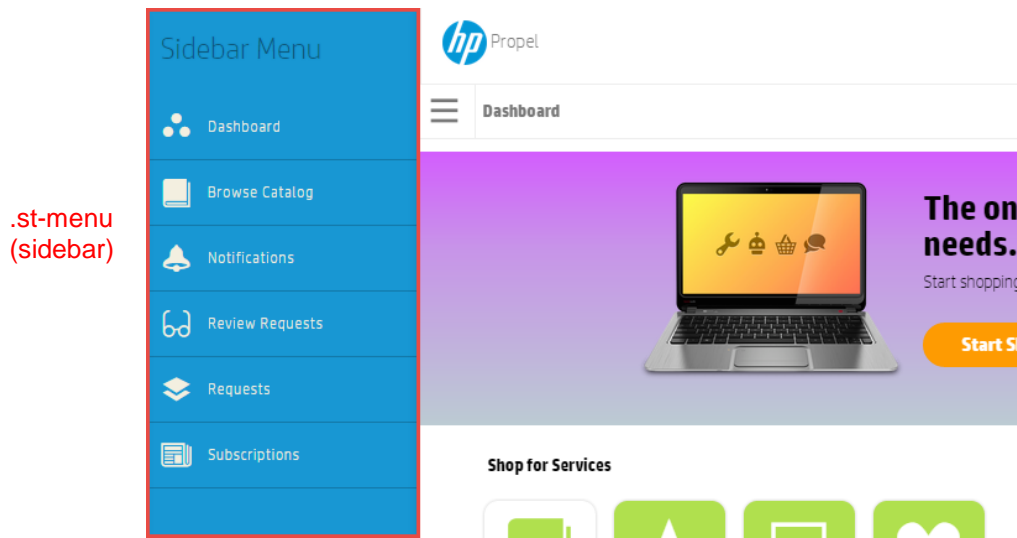 .st-menu
(sidebar)
Sidebar Menu
Dashboard
Browse Catalog
Notifications
Review Requests
Requests
Subscriptions
hp Propel
Dashboard
The on
needs.
Start shopping
Start S
Shop for Services